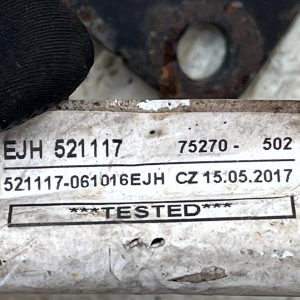 EJH 521117 75270 - 502
521117-061016EJH CZ 15.05.2017
***TESTED***